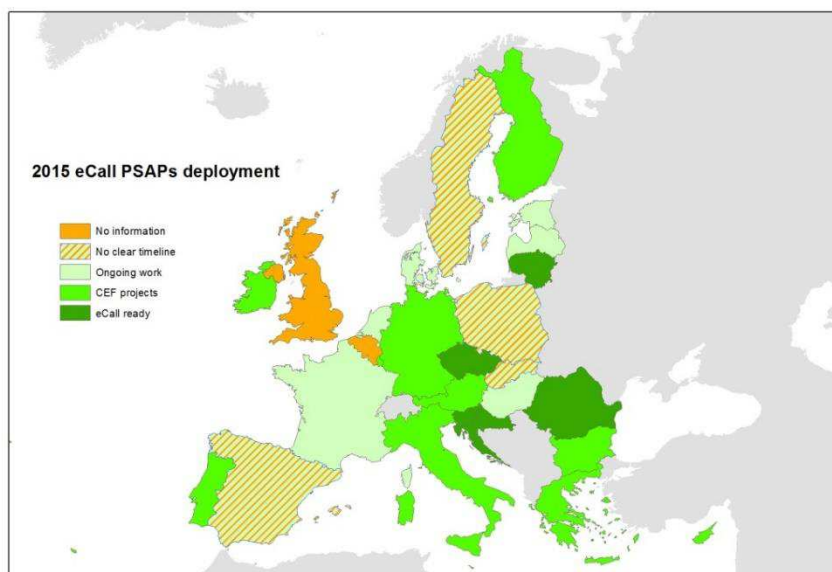 2015 eCall PSAPs deployment
No information
No clear timeline
Ongoing work
CEF projects
eCall ready